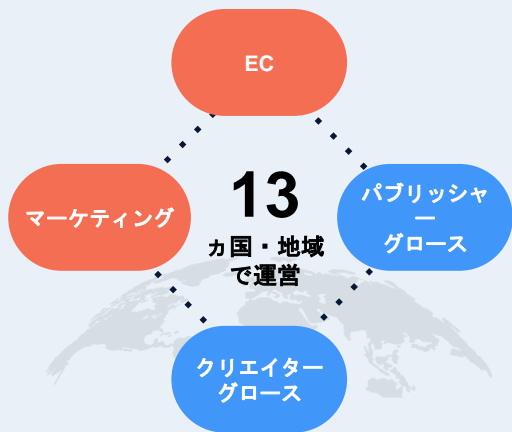 EC
マーケティング
13
ヵ国・地域
で運営
パブリッシャ
ー
グロース
クリエイター
グロース